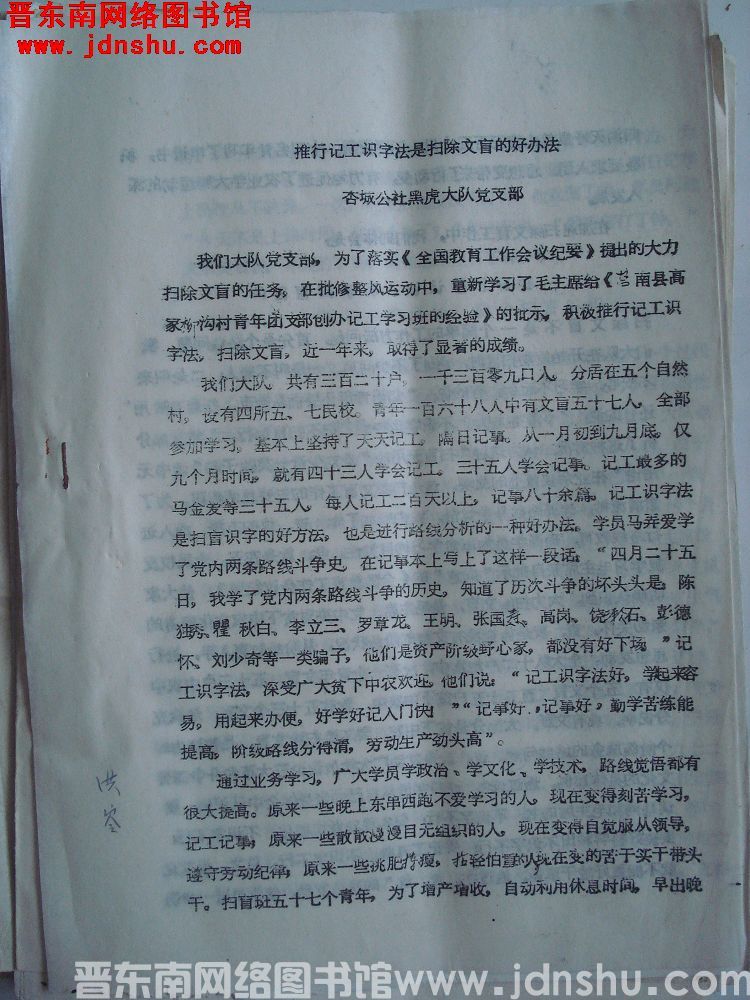 晋东南网络图书馆
www.jdnshu.com
推行记工识字法是扫除文盲的好办法
杏城公社黑虎大队党支部
我们大队党支部，为了落实《全国教育工作会议纪要》提出的大力
扫除文盲的任务，在批修整风运动中，重新学习了毛主席给《莒南县高
家柳沟村青年团支部创办记工学习班的经验》的批示，积极推行记工识
字法，扫除文盲，近一年来，取得了显著的成绩。
我们大队，共有三百二十户，一千三百零九口人，分居在五个自然
村，设有四所五、七民校。青年一百六十八人中有文盲五十七人，全部
参加学习，基本上坚持了天天记工，隔日记事。从一月初到九月底，仅
九个月时间，就有四十三人学会记工。三十五人学会记事。记工最多的
马金爱等三十五人，每人记工二百天以上，记事八十余篇。记工识字法
是扫盲识字的好方法，也是进行路线分析的一种好办法。学员马弄爱学
了党内两条路线斗争史，在记事本上写上了这样一段话：“四月二十五
日，我学了党内两条路线斗争的历史，知道了历次斗争的坏头头是：陈
独秀、瞿秋白、李立三、罗章龙、王明、张国焘、高岗、饶漱石、彭德
怀、刘少奇等一类骗子，他们是资产阶级野心家，都没有好下场。”记
工识字法，深受广大贫下中农欢迎。他们说：“记工识字法好，学起来容
易，用起来办便，好学好记入门快！”“记事好，记事好，勤学苦练能
提高，阶级路线分得清，劳动生产劲头高”。
通过业务学习，广大学员学政治、学文化、学技术，路线觉悟都有
很大提高。原来一些晚上东串西跑不爱学习的人，现在变得刻苦学习，
记工记事；原来一些散散漫漫目无组织的人，现在变得自觉服从领导，
遵守劳动纪律；原来一些挑肥拣瘦，拈轻怕重的人现在变的苦于实干带头
干。扫盲班五十七个青年，为了增产增收，自动利用休息时间，早出晚
洪
晋东南网络图书馆www.jdnshu.com